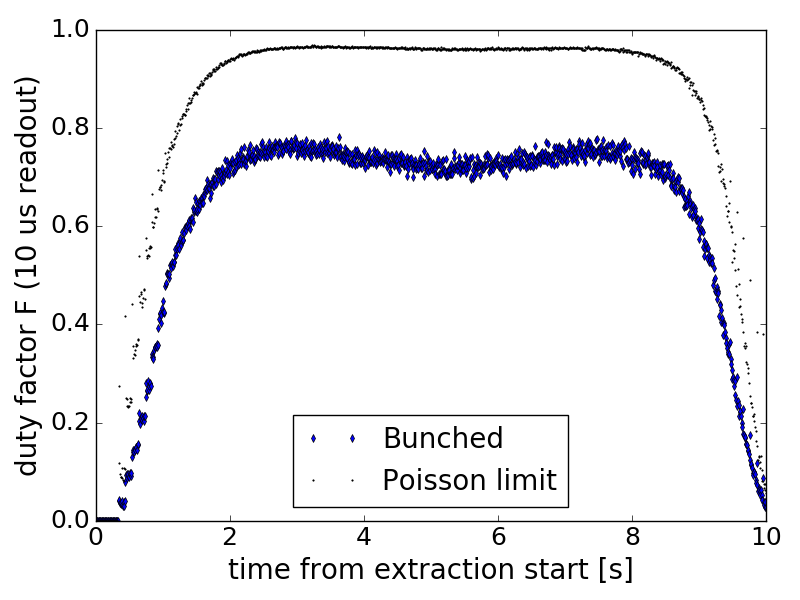 duty factor F (10 us readout)
1.0
0.8
0.6
0.4
0.2
0.0
Bunched
Poisson limit
0 2 4 6 8 10
time from extraction start [s]